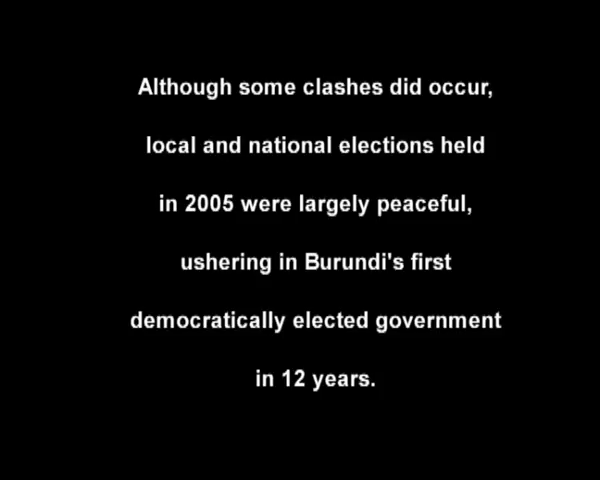 Although some clashes did occur,
local and national elections held
in 2005 were largely peaceful,
ushering in Burundi's first
democratically elected government
in 12 years.